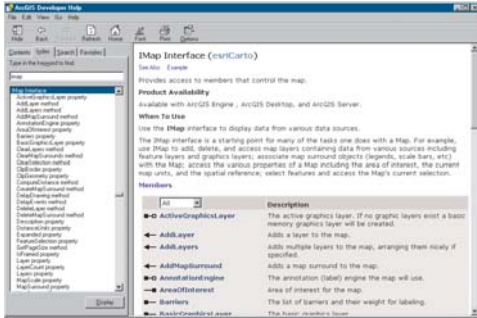 ArcGIS Developer Help
File Edit View Go Help
Hide Back Refresh Home Font Print Options
Contents Index Search Favorites
Type in the keyword to find:
imap
IMap Interface
ActiveGraphicsLayer property
AddLayer method
AddLayers method
AddMapSurround method
AnnotationEngine property
AreaOfInterest property
Barriers property
BasicGraphicsLayer property
ClearLayers method
ClearMapSurrounds method
ClearSelection method
ClipBorder property
ClipGeometry property
ComputeDistance method
CreateMapSurround method
DelayDrawing method
DelayEvents method
DeleteLayer method
DeleteMapSurround method
Description property
DistanceUnits property
Expanded property
FeatureSelection property
GetPageSize method
IsFramed property
Layer property
LayerCount property
Layers property
MapScale property
MapSurround property
Display
IMap Interface (esriCarto)
See Also Example
Provides access to members that control the map.
Product Availability
Available with ArcGIS Engine, ArcGIS Desktop, and ArcGIS Server.
When To Use
Use the IMap interface to display data from various data sources.
The IMap interface is a starting point for many of the tasks one does with a Map. For example,
use IMap to add, delete, and access map layers containing data from various sources including
feature layers and graphics layers; associate map surround objects (legends, scale bars, etc)
with the Map; access the various properties of a Map including the area of interest, the current
map units, and the spatial reference; select features and access the Map's current selection.
Members
All Description
ActiveGraphicsLayer The active graphics layer. If no graphic layers exist a basic
memory graphics layer will be created.
AddLayer Adds a layer to the map.
AddLayers Adds multiple layers to the map, arranging them nicely if
specified.
AddMapSurround Adds a map surround to the map.
AnnotationEngine The annotation (label) engine the map will use.
AreaOfInterest Area of interest for the map.
Barriers The list of barriers and their weight for labeling.
BasicGraphicsLayer The basic graphics layer.